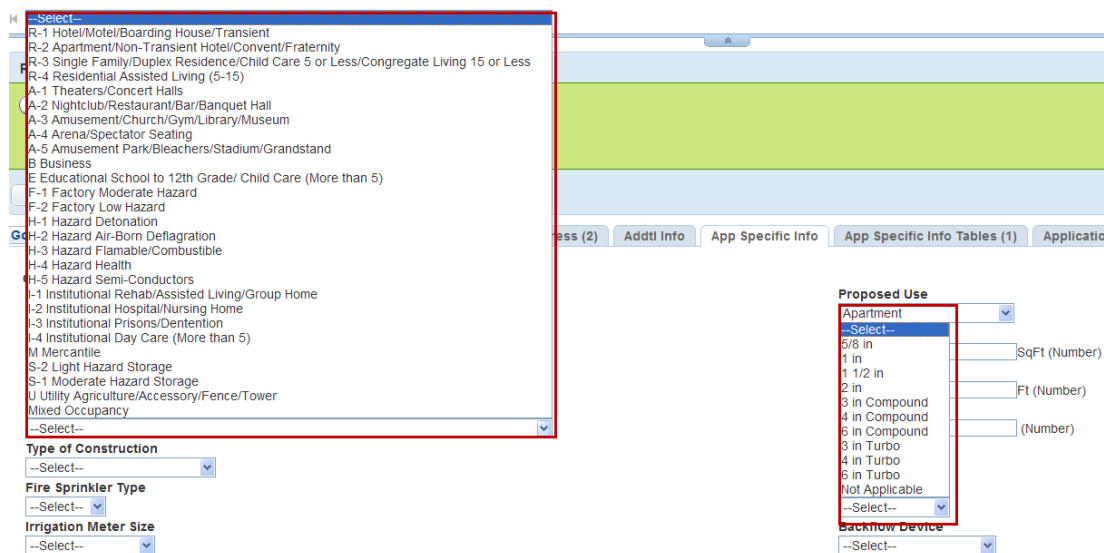 --Select--
R-1 Hotel/Motel/Boarding House/Transient
R-2 Apartment/Non-Transient Hotel/Convent/Fraternity
R-3 Single Family/Duplex Residence/Child Care 5 or Less/Congregate Living 15 or Less
R-4 Residential Assisted Living (5-15)
A-1 Theaters/Concert Halls
A-2 Nightclub/Restaurant/Bar/Banquet Hall
A-3 Amusement/Church/Gym/Library/Museum
A-4 Arena/Spectator Seating
A-5 Amusement Park/Bleachers/Stadium/Grandstand
B Business
E Educational School to 12th Grade/ Child Care (More than 5)
F-1 Factory Moderate Hazard
F-2 Factory Low Hazard
H-1 Hazard Detonation
H-2 Hazard Air-Born Deflagration
H-3 Hazard Flamable/Combustible
H-4 Hazard Health
H-5 Hazard Semi-Conductors
I-1 Institutional Rehab/Assisted Living/Group Home
I-2 Institutional Hospital/Nursing Home
I-3 Institutional Prisons/Dentention
I-4 Institutional Day Care (More than 5)
M Mercantile
S-2 Light Hazard Storage
S-1 Moderate Hazard Storage
U Utility Agriculture/Accessory/Fence/Tower
Mixed Occupancy
--Select--
Type of Construction
--Select--
Fire Sprinkler Type
--Select--
Irrigation Meter Size
--Select--
(2) Addtl Info App Specific Info App Specific Info Tables (1)
Proposed Use
Apartment
--Select--
5/8 in
1 in
1 1/2 in
2 in
3 in Compound
4 in Compound
6 in Compound
3 in Turbo
4 in Turbo
6 in Turbo
Not Applicable
--Select--
SqFt (Number)
Ft (Number)
(Number)
Backflow Device
--Select--